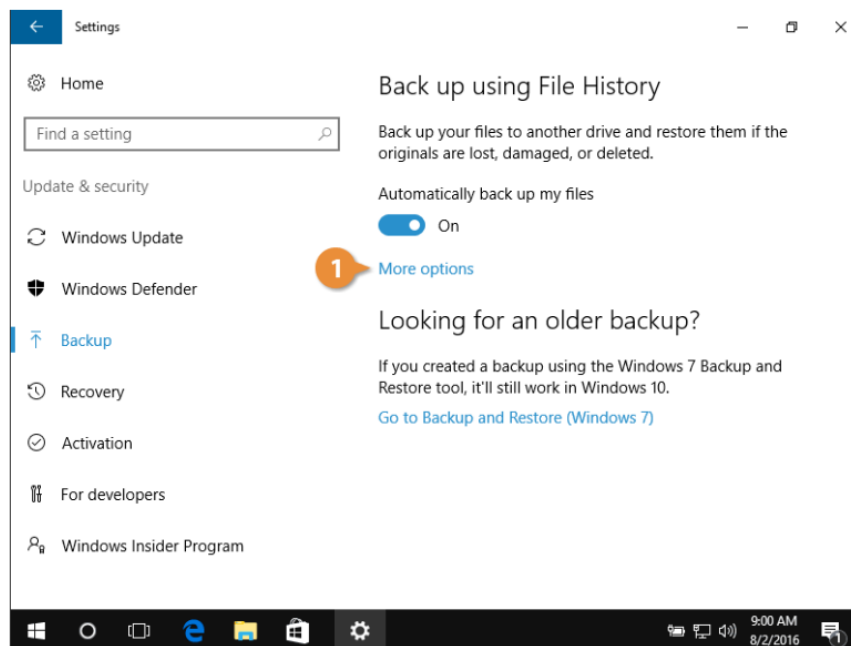 Settings
Home
Find a setting
Update & security
Windows Update
Windows Defender
Backup
Recovery
Activation
For developers
Windows Insider Program
Back up using File History
Back up your files to another drive and restore them if the
originals are lost, damaged, or deleted.
Automatically back up my files
On
1
More options
Looking for an older backup?
If you created a backup using the Windows 7 Backup and
Restore tool, it'll still work in Windows 10.
Go to Backup and Restore (Windows 7)
9:00 AM
8/2/2016
1